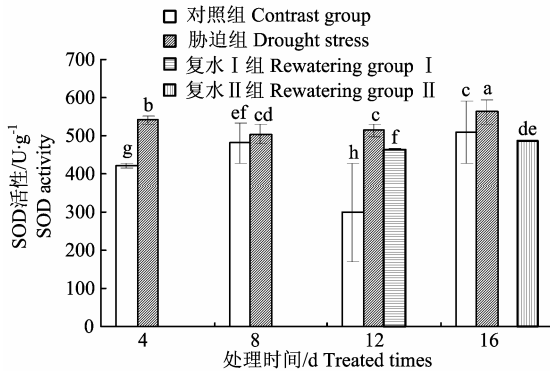 对照组 Contrast group
胁迫组 Drought stress
复水Ⅰ组 Rewatering group Ⅰ
复水Ⅱ组 Rewatering group Ⅱ
SOD活性/U·g⁻¹
SOD activity
700
600
500
400
300
200
100
0
g b ef cd h c f c a de
4 8 12 16
处理时间/d Treated times